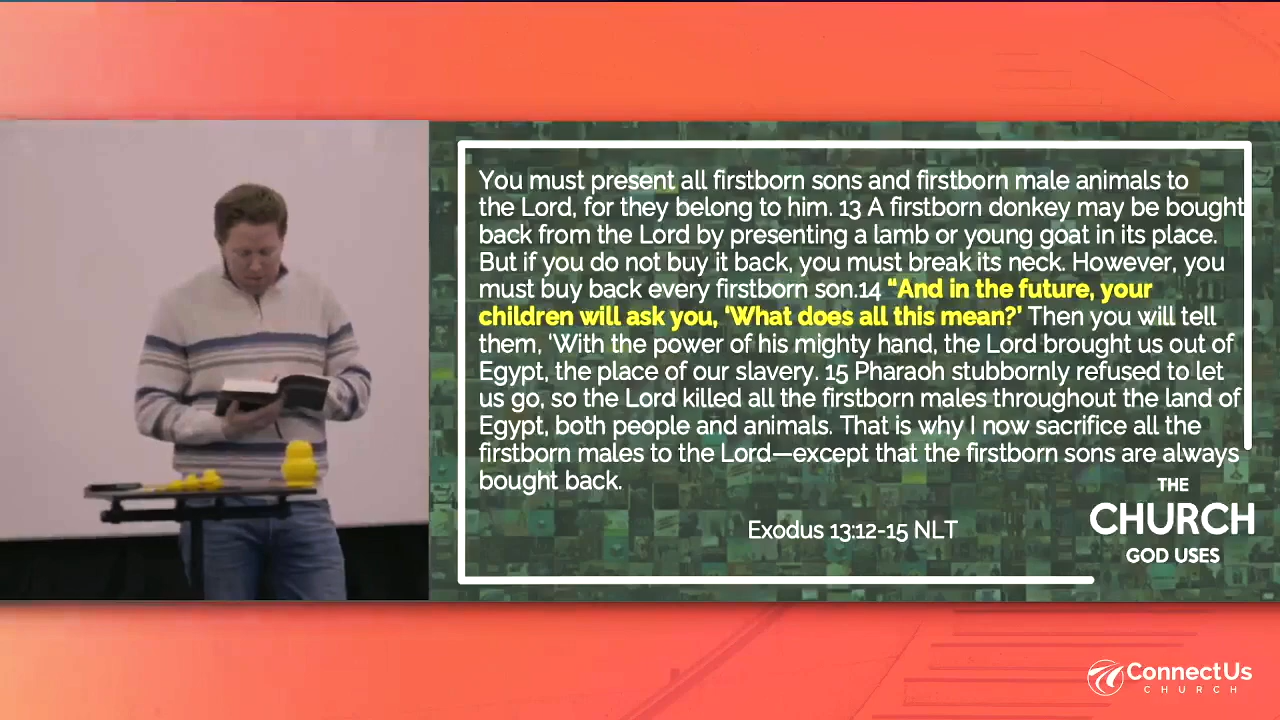 You must present all firstborn sons and firstborn male animals to
the Lord, for they belong to him. 13 A firstborn donkey may be bought
back from the Lord by presenting a lamb or young goat in its place.
But if you do not buy it back, you must break its neck. However, you
must buy back every firstborn son.14 “And in the future, your
children will ask you, ‘What does all this mean?’ Then you will tell
them, ‘With the power of his mighty hand, the Lord brought us out of
Egypt, the place of our slavery. 15 Pharaoh stubbornly refused to let
us go, so the Lord killed all the firstborn males throughout the land of
Egypt, both people and animals. That is why I now sacrifice all the
firstborn males to the Lord—except that the firstborn sons are always
bought back.
Exodus 13:12-15 NLT
THE
CHURCH
GOD USES
ConnectUs
CHURCH